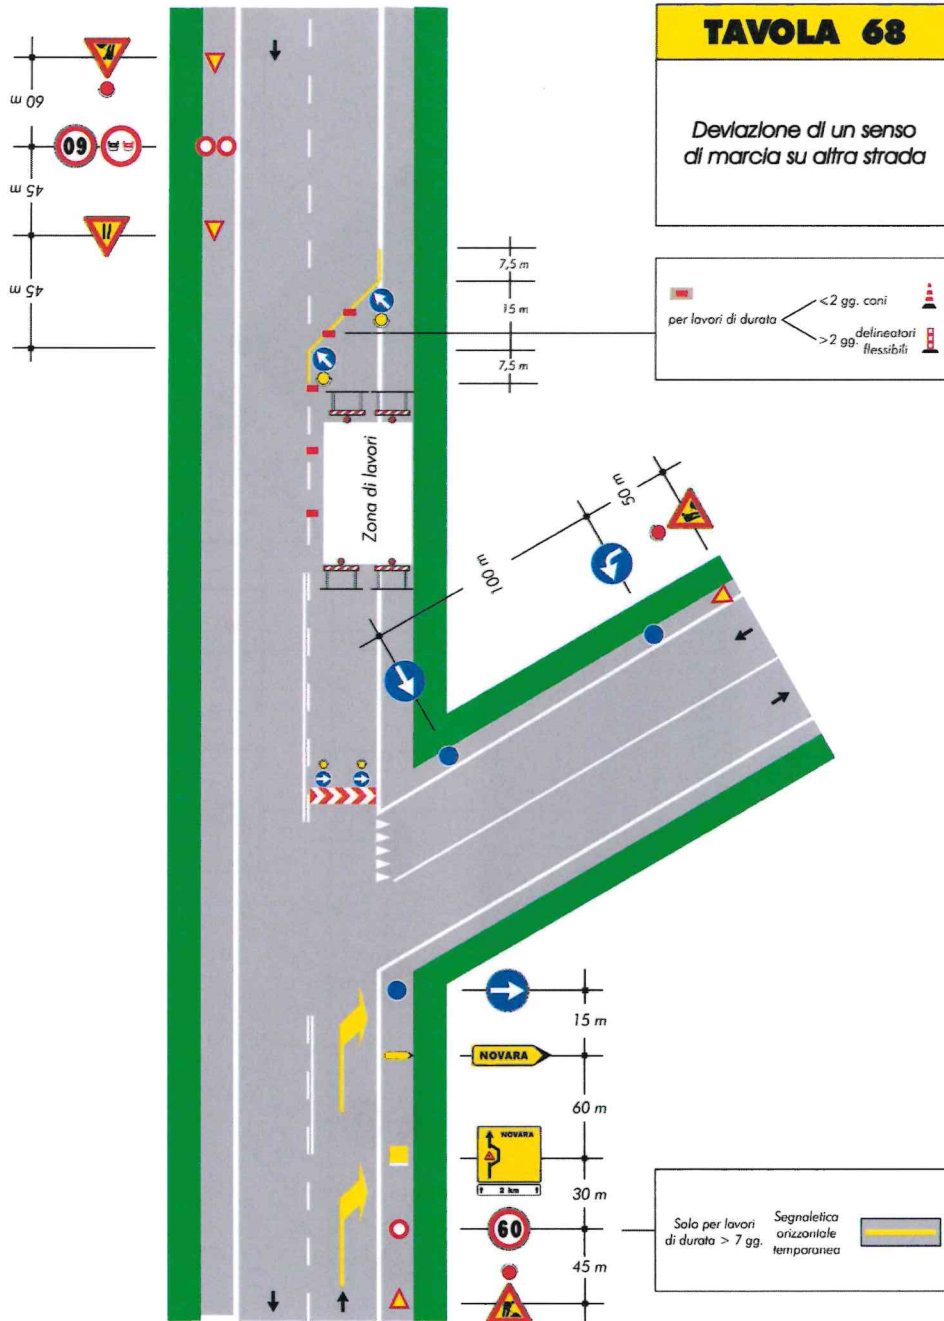 TAVOLA 68
Deviazione di un senso
di marcia su altra strada
60 m
60
45 m
45 m
7,5 m
15 m
7,5 m
per lavori di durata
<2 gg. coni
>2 gg. delineatori
flessibili
Zona di lavori
50 m
100 m
15 m
NOVARA
60 m
NOVARA
2 km
30 m
60
45 m
Solo per lavori
di durata > 7 gg.
Segnaletica
orizzontale
temporanea